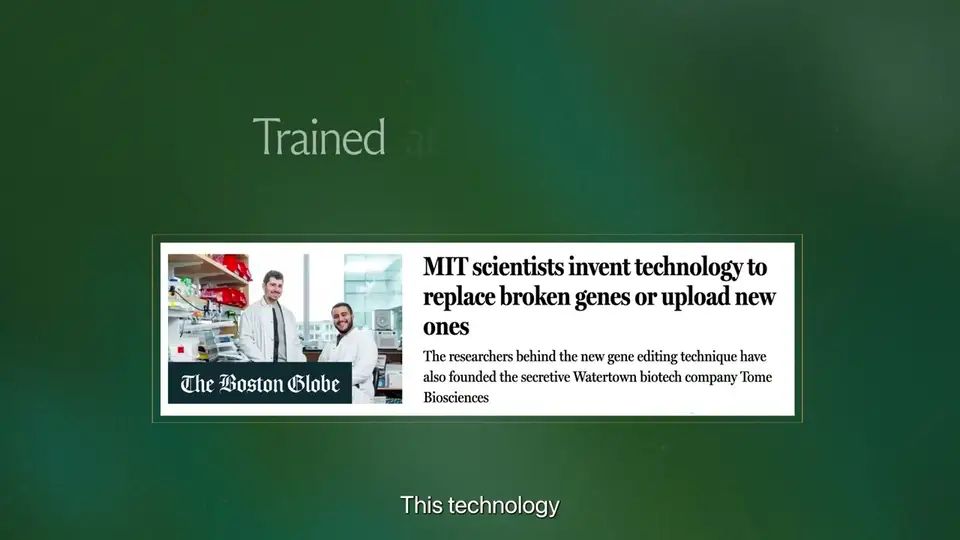 Trained at
MIT scientists invent technology to
replace broken genes or upload new
ones
The researchers behind the new gene editing technique have
also founded the secretive Watertown biotech company Tome
Biosciences
The Boston Globe
This technology